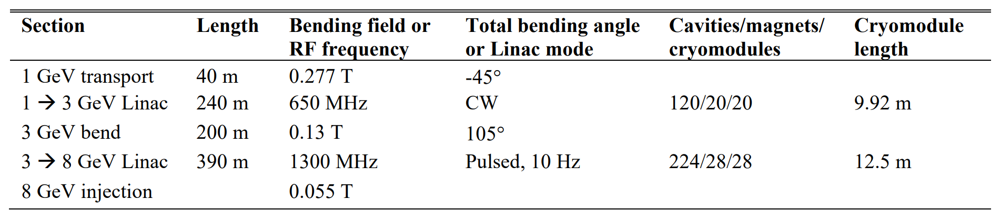 Section Length Bending field or Total bending angle Cavities/magnets/ Cryomodule
RF frequency or Linac mode cryomodules length
1 GeV transport 40 m 0.277 T -45°
1 → 3 GeV Linac 240 m 650 MHz CW 120/20/20 9.92 m
3 GeV bend 200 m 0.13 T 105°
3 → 8 GeV Linac 390 m 1300 MHz Pulsed, 10 Hz 224/28/28 12.5 m
8 GeV injection 0.055 T